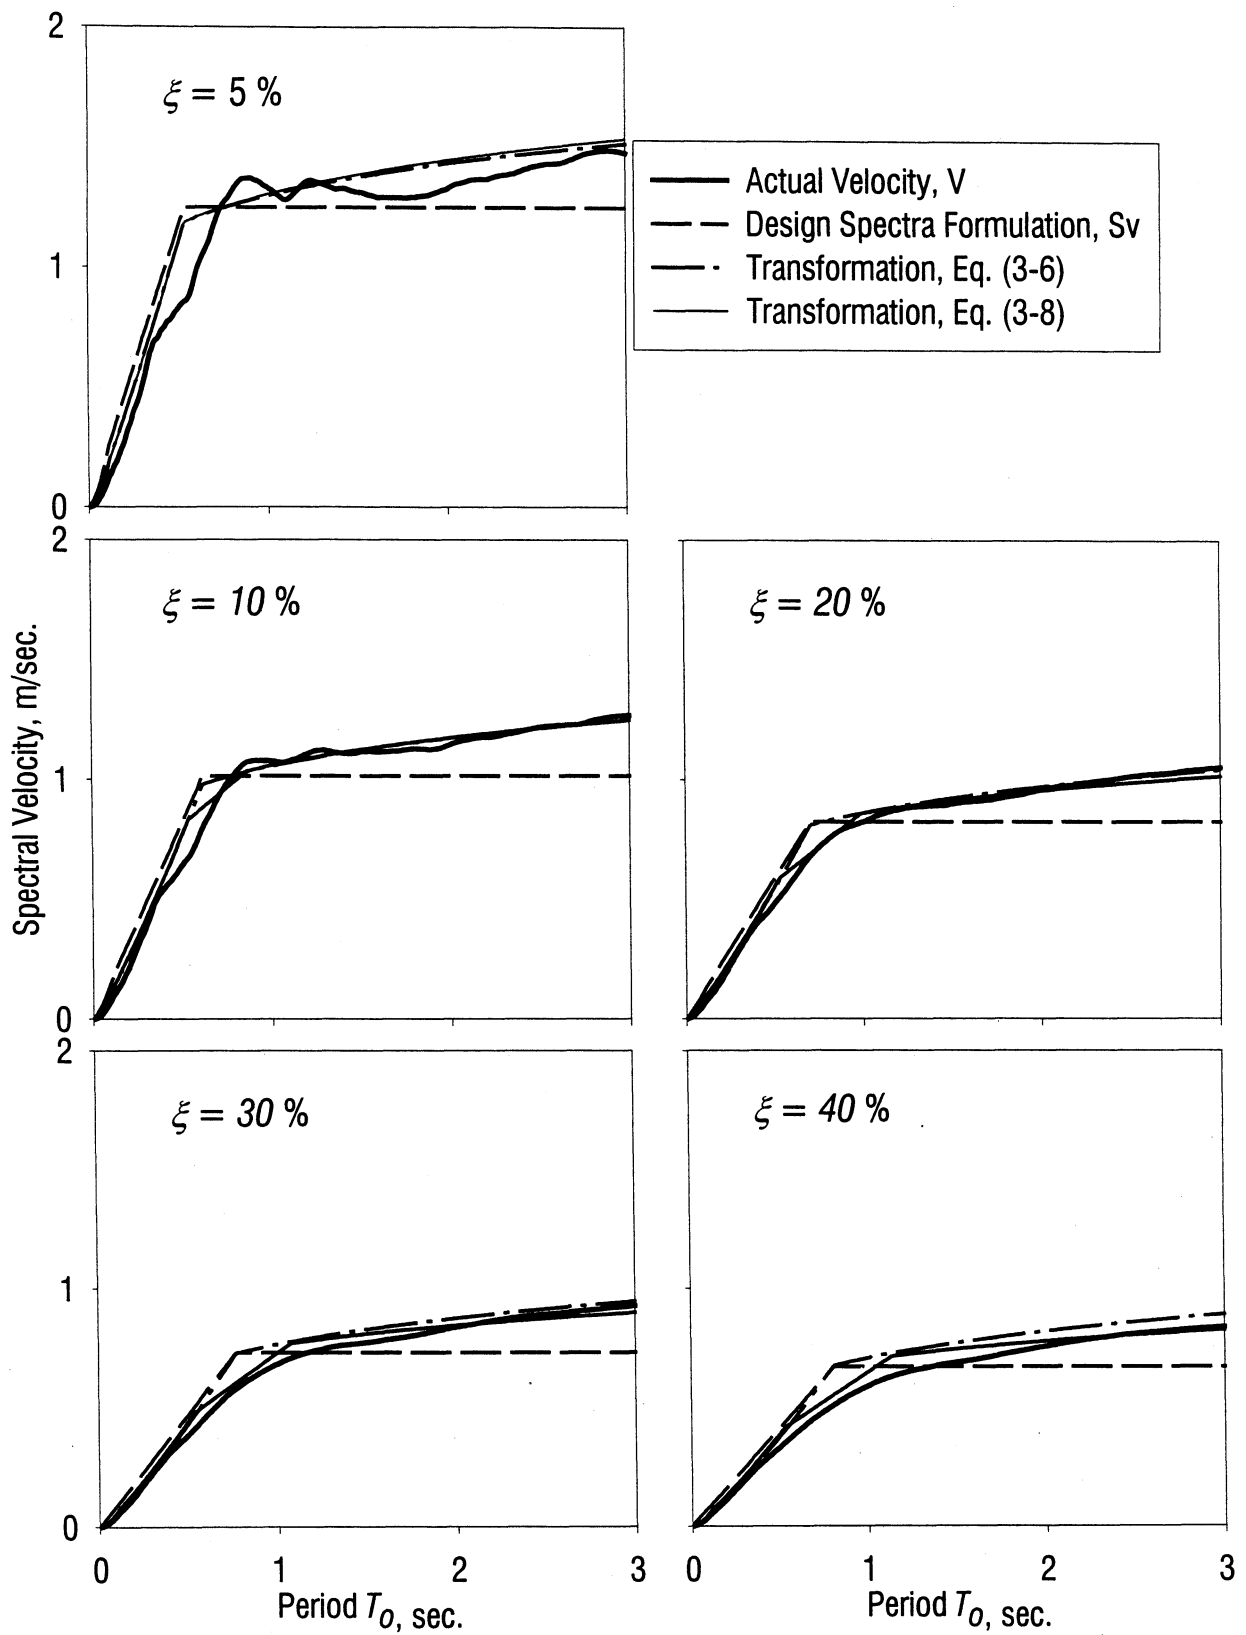 2
ξ = 5 %
1
0
Actual Velocity, V
Design Spectra Formulation, Sv
Transformation, Eq. (3-6)
Transformation, Eq. (3-8)
Spectral Velocity, m/sec.
2
ξ = 10 %
1
0
ξ = 20 %
2
ξ = 30 %
1
0
ξ = 40 %
0 1 2 3
Period To, sec.
0 1 2 3
Period To, sec.